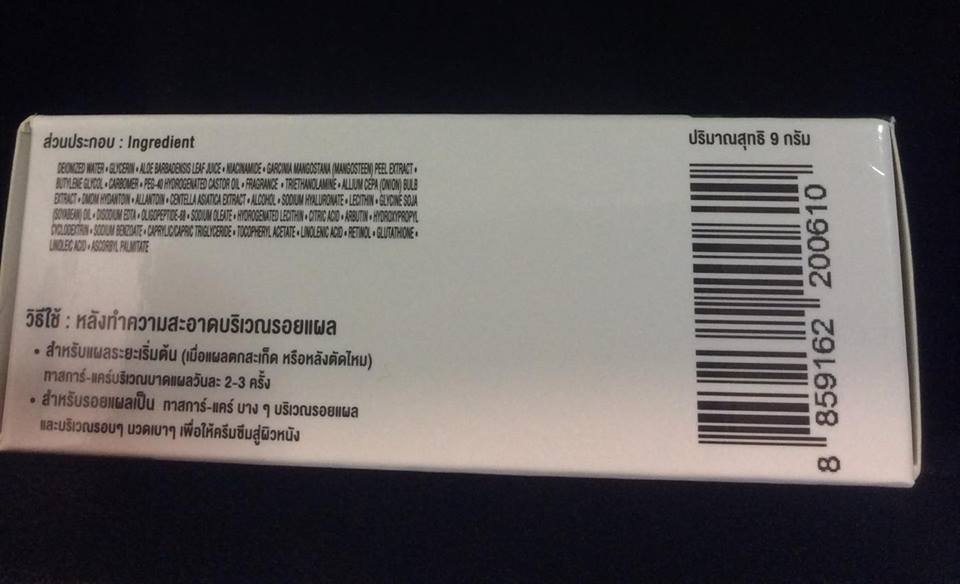 ส่วนประกอบ : Ingredient
DEIONIZED WATER • GLYCERIN • ALOE BARBADENSIS LEAF JUICE • NIACINAMIDE • GARCINIA MANGOSTANA (MANGOSTEEN) PEEL EXTRACT •
BUTYLENE GLYCOL • CARBOMER • PEG-40 HYDROGENATED CASTOR OIL • FRAGRANCE • TRIETHANOLAMINE • ALLIUM CEPA (ONION) BULB
EXTRACT • DMDM HYDANTOIN • ALLANTOIN • CENTELLA ASIATICA EXTRACT • ALCOHOL • SODIUM HYALURONATE • LECITHIN • GLYCINE SOJA
(SOYABEAN) OIL • DISODIUM EDTA • OLIGOPEPTIDE-68 • SODIUM OLEATE • HYDROGENATED LECITHIN • CITRIC ACID • ARBUTIN • HYDROXYPROPYL
CYCLODEXTRIN • SODIUM BENZOATE • CAPRYLIC/CAPRIC TRIGLYCERIDE • TOCOPHERYL ACETATE • LINOLENIC ACID • RETINOL • GLUTATHIONE •
LINOLEIC ACID • ASCORBYL PALMITATE
วิธีใช้ : หลังทำความสะอาดบริเวณรอยแผล
• สำหรับแผลระยะเริ่มต้น (เมื่อแผลตกสะเก็ด หรือหลังตัดไหม)
ทาสการ์-แคร์บริเวณบาดแผลวันละ 2-3 ครั้ง
• สำหรับรอยแผลเป็น ทาสการ์-แคร์ บาง ๆ บริเวณรอยแผล
และบริเวณรอบๆ นวดเบาๆ เพื่อให้ครีมซึมสู่ผิวหนัง
ปริมาณสุทธิ 9 กรัม
8 859162 200610